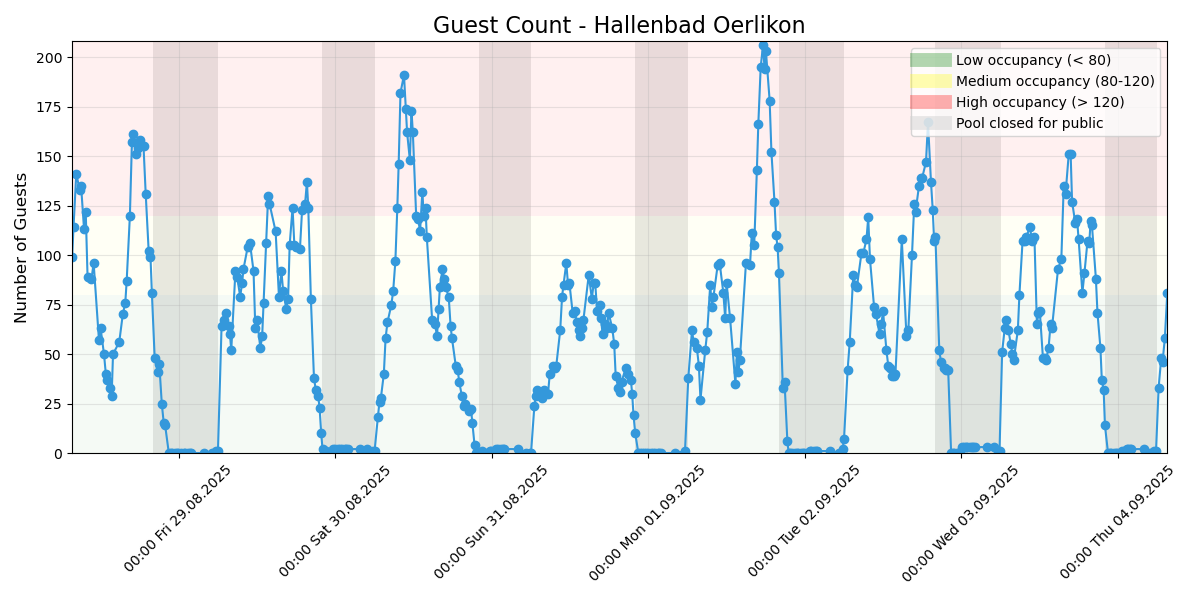 Guest Count - Hallenbad Oerlikon
Number of Guests
200
175
150
125
100
75
50
25
0
Low occupancy (< 80)
Medium occupancy (80-120)
High occupancy (> 120)
Pool closed for public
00:00 Fri 29.08.2025
00:00 Sat 30.08.2025
00:00 Sun 31.08.2025
00:00 Mon 01.09.2025
00:00 Tue 02.09.2025
00:00 Wed 03.09.2025
00:00 Thu 04.09.2025